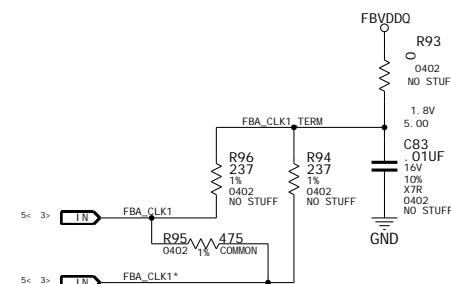 FBVDDQ
R93
0
0402
NO STUF
1.8V
5.00
FBA_CLK1_TERM
C83
.01UF
16V
10%
X7R
0402
NO STUFF
GND
R96
237
1%
0402
NO STUFF
R94
237
1%
0402
NO STUFF
5< 3> IN FBA_CLK1
R95 475
0402 1% COMMON
5< 3> IN FBA_CLK1*